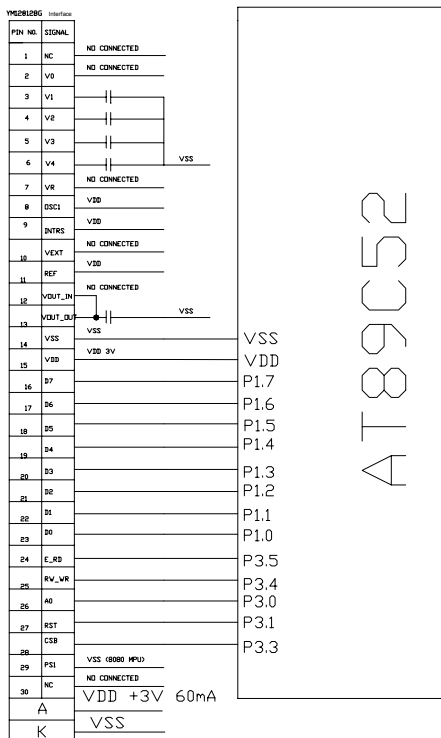 YM128128G Interface
PIN NO. SIGNAL
1 NC NO CONNECTED
2 V0 NO CONNECTED
3 V1
4 V2
5 V3
6 V4 VSS
7 VR NO CONNECTED
8 OSC1 VDD
9 INTRS VDD
10 VEXT NO CONNECTED
11 REF VDD
12 VOUT_IN NO CONNECTED
13 VOUT_OUT VSS
14 VSS VSS VSS
15 VDD VDD 3V VDD
16 D7 P1.7
17 D6 P1.6
18 D5 P1.5
19 D4 P1.4
20 D3 P1.3
21 D2 P1.2
22 D1 P1.1
23 D0 P1.0
24 E_RD P3.5
25 RW_WR P3.4
26 A0 P3.0
27 RST P3.1
28 CSB P3.3
29 PS1 VSS (8080 MPU)
30 NC NO CONNECTED
A VDD +3V 60mA
K VSS
AT89C52